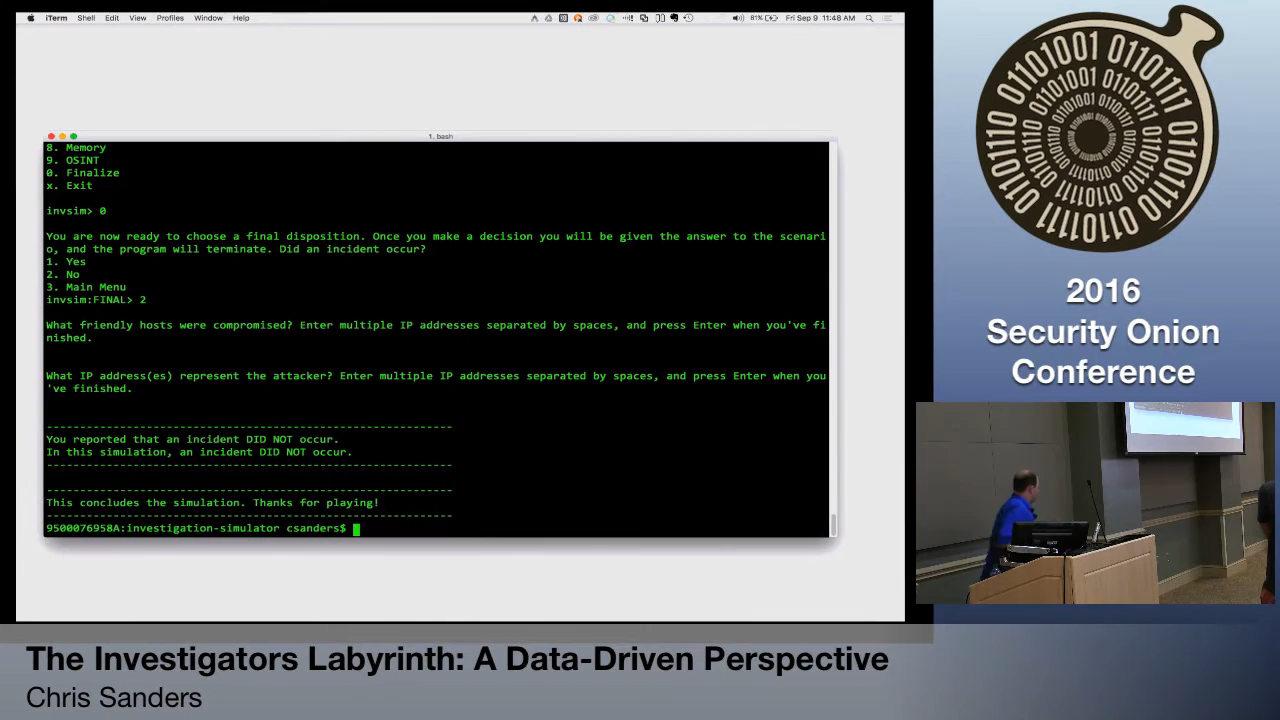 iTerm Shell Edit View Profiles Window Help
81% Fri Sep 9 11:48 AM
1. bash
8. Memory
9. OSINT
0. Finalize
x. Exit
invsim> 0
You are now ready to choose a final disposition. Once you make a decision you will be given the answer to the scenari
o, and the program will terminate. Did an incident occur?
1. Yes
2. No
3. Main Menu
invsim:FINAL> 2
What friendly hosts were compromised? Enter multiple IP addresses separated by spaces, and press Enter when you've fi
nished.
What IP address(es) represent the attacker? Enter multiple IP addresses separated by spaces, and press Enter when you
've finished.
----------------------------------------------------------------
You reported that an incident DID NOT occur.
In this simulation, an incident DID NOT occur.
----------------------------------------------------------------
----------------------------------------------------------------
This concludes the simulation. Thanks for playing!
----------------------------------------------------------------
9500076958A:investigation-simulator csanders$
2016
Security Onion
Conference
The Investigators Labyrinth: A Data-Driven Perspective
Chris Sanders